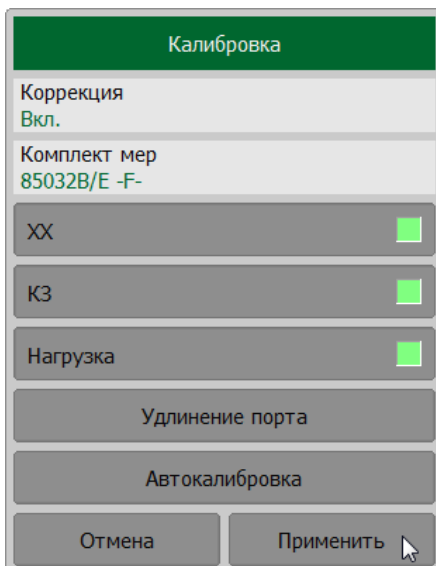 Калибровка
Коррекция
Вкл.
Комплект мер
85032B/E -F-
ХХ
КЗ
Нагрузка
Удлинение порта
Автокалибровка
Отмена
Применить